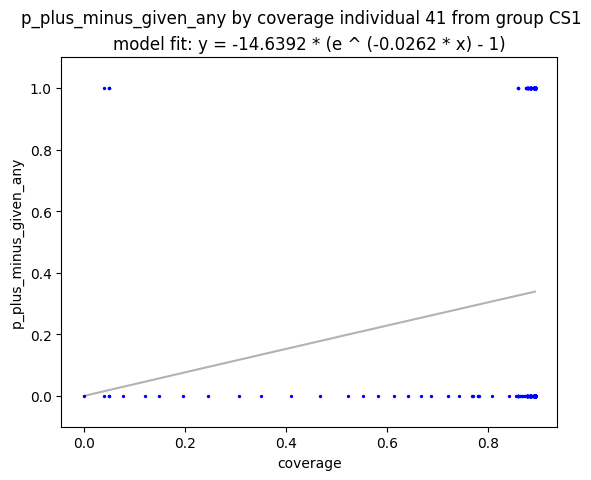 p_plus_minus_given_any by coverage individual 41 from group CS1
model fit: y = -14.6392 * (e ^ (-0.0262 * x) - 1)
1.0
0.8
0.6
0.4
0.2
0.0
p_plus_minus_given_any
0.0 0.2 0.4 0.6 0.8
coverage